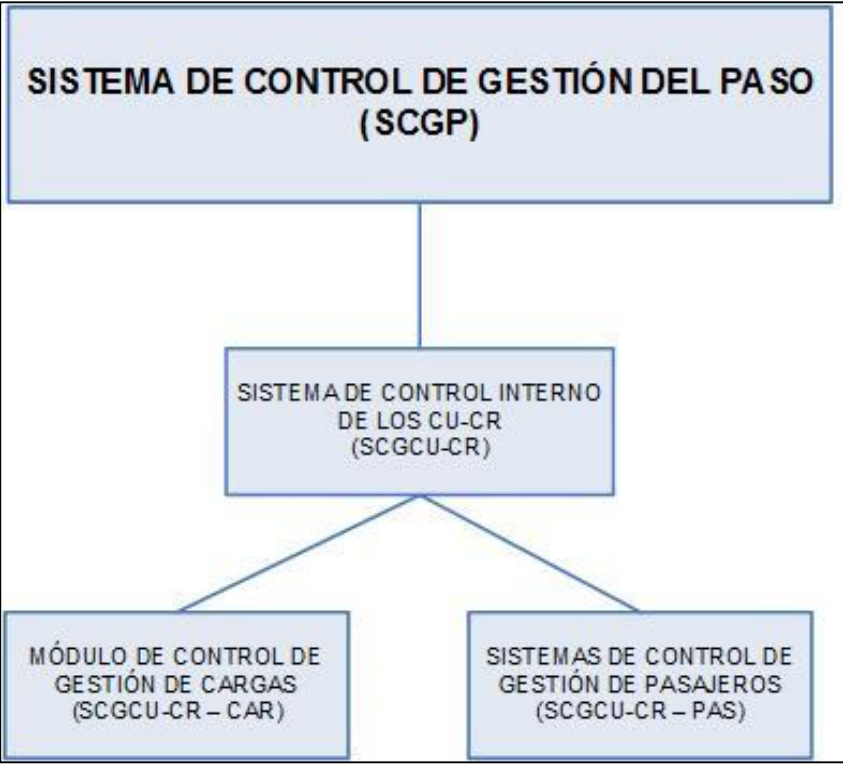 SISTEMA DE CONTROL DE GESTIÓN DEL PASO
(SCGP)
SISTEMA DE CONTROL INTERNO
DE LOS CU-CR
(SCGCU-CR)
MÓDULO DE CONTROL DE
GESTIÓN DE CARGAS
(SCGCU-CR – CAR)
SISTEMAS DE CONTROL DE
GESTIÓN DE PASAJEROS
(SCGCU-CR – PAS)